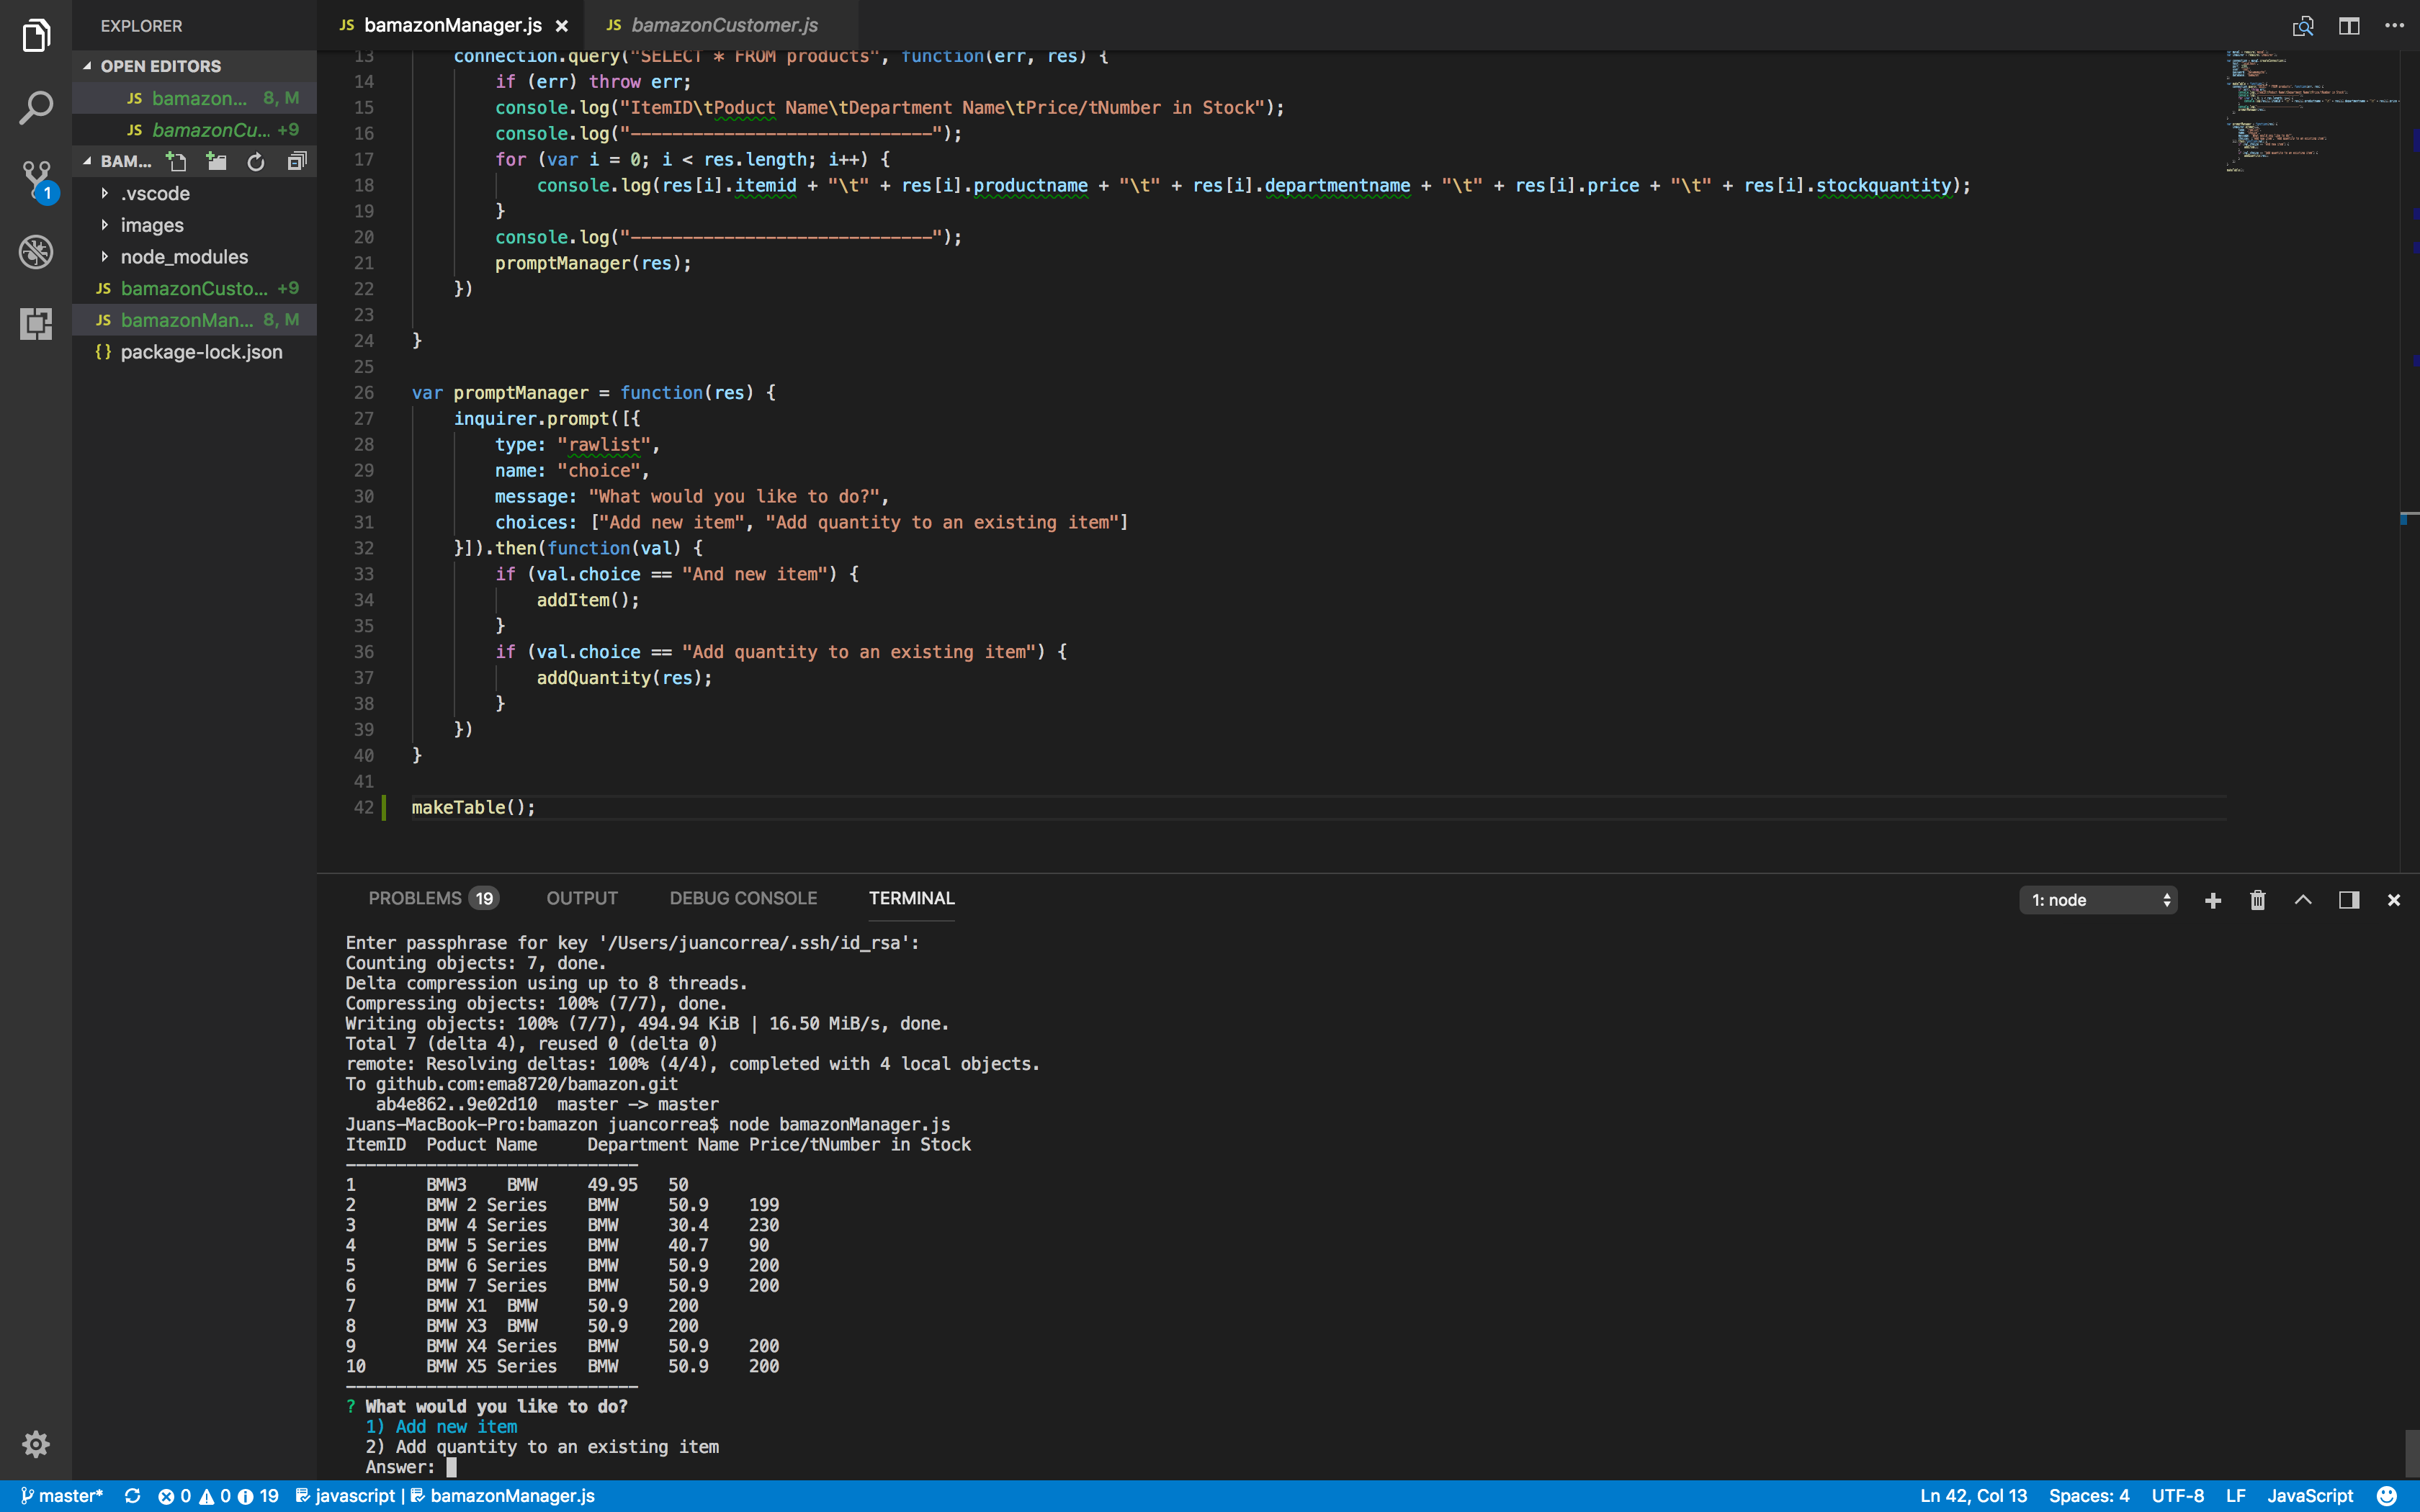 EXPLORER
OPEN EDITORS
JS bamazon... 8, M
JS bamazonCu... +9
BAM...
.vscode
images
node_modules
JS bamazonCusto... +9
JS bamazonMan... 8, M
{} package-lock.json
1
JS bamazonManager.js ×
JS bamazonCustomer.js
13 connection.query("SELECT * FROM products", function(err, res) {
14 if (err) throw err;
15 console.log("ItemID\tPoduct Name\tDepartment Name\tPrice/tNumber in Stock");
16 console.log("-----------------------------");
17 for (var i = 0; i < res.length; i++) {
18 console.log(res[i].itemid + "\t" + res[i].productname + "\t" + res[i].departmentname + "\t" + res[i].price + "\t" + res[i].stockquantity);
19 }
20 console.log("-----------------------------");
21 promptManager(res);
22 })
23
24 }
25
26 var promptManager = function(res) {
27 inquirer.prompt([{
28 type: "rawlist",
29 name: "choice",
30 message: "What would you like to do?",
31 choices: ["Add new item", "Add quantity to an existing item"]
32 }]).then(function(val) {
33 if (val.choice == "And new item") {
34 addItem();
35 }
36 if (val.choice == "Add quantity to an existing item") {
37 addQuantity(res);
38 }
39 })
40 }
41
42 makeTable();
PROBLEMS 19 OUTPUT DEBUG CONSOLE TERMINAL 1: node
Enter passphrase for key '/Users/juancorrea/.ssh/id_rsa':
Counting objects: 7, done.
Delta compression using up to 8 threads.
Compressing objects: 100% (7/7), done.
Writing objects: 100% (7/7), 494.94 KiB | 16.50 MiB/s, done.
Total 7 (delta 4), reused 0 (delta 0)
remote: Resolving deltas: 100% (4/4), completed with 4 local objects.
To github.com:ema8720/bamazon.git
ab4e862..9e02d10 master -> master
Juans-MacBook-Pro:bamazon juancorrea$ node bamazonManager.js
ItemID Poduct Name Department Name Price/tNumber in Stock
-----------------------------
1 BMW3 BMW 49.95 50
2 BMW 2 Series BMW 50.9 199
3 BMW 4 Series BMW 30.4 230
4 BMW 5 Series BMW 40.7 90
5 BMW 6 Series BMW 50.9 200
6 BMW 7 Series BMW 50.9 200
7 BMW X1 BMW 50.9 200
8 BMW X3 BMW 50.9 200
9 BMW X4 Series BMW 50.9 200
10 BMW X5 Series BMW 50.9 200
-----------------------------
? What would you like to do?
1) Add new item
2) Add quantity to an existing item
Answer:
master* 0 0 19 javascript | bamazonManager.js Ln 42, Col 13 Spaces: 4 UTF-8 LF JavaScript